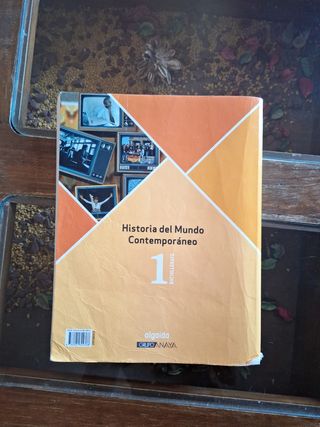 Historia del Mundo
Contemporáneo
1
BACHILLERATO
algaida
GRUPO ANAYA